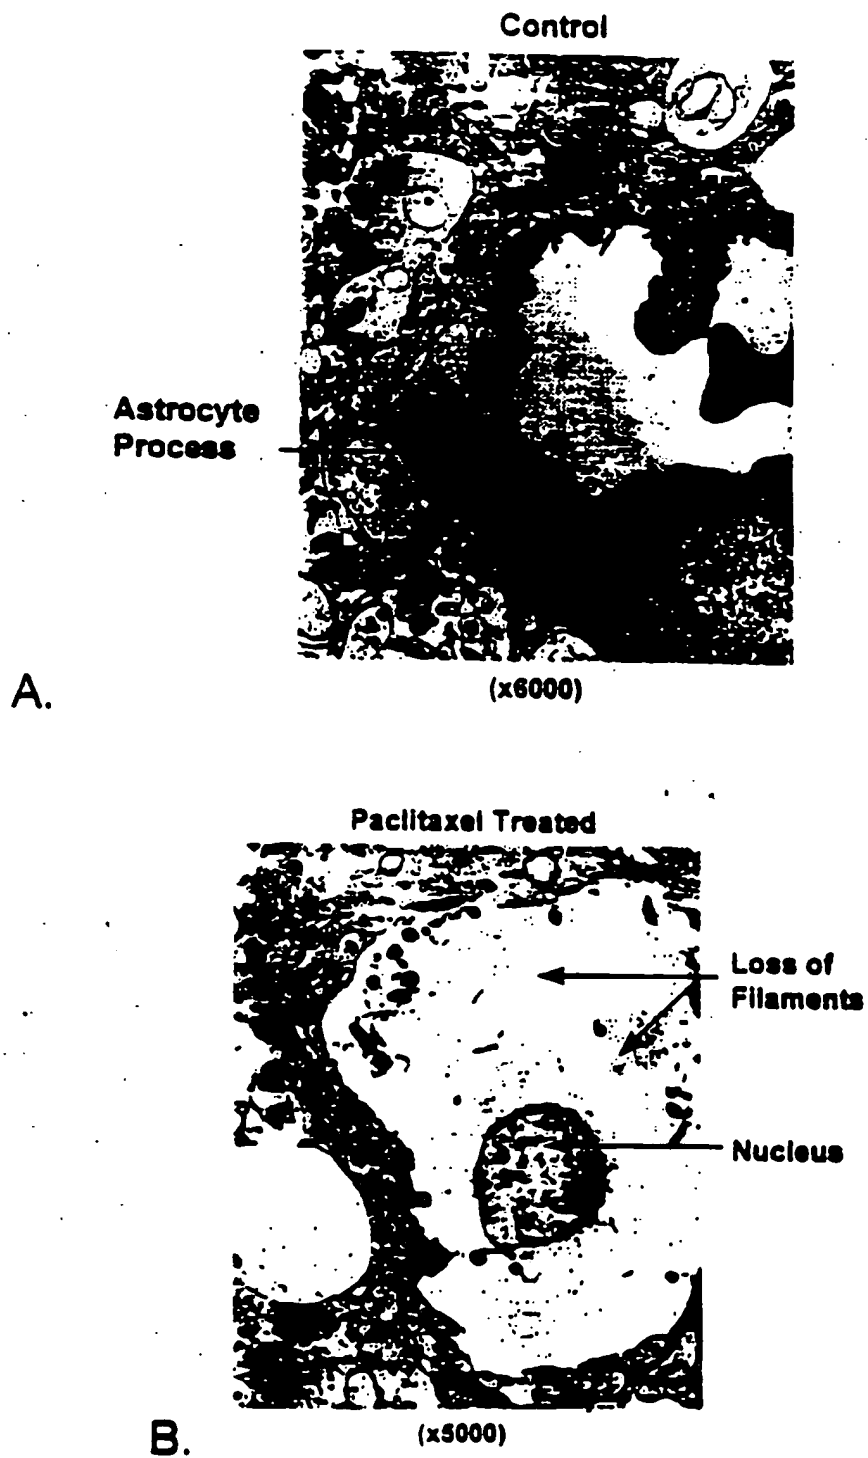 Control
Astrocyte
Process
(x6000)
A.
Paclitaxel Treated
Loss of
Filaments
Nucleus
(x5000)
B.